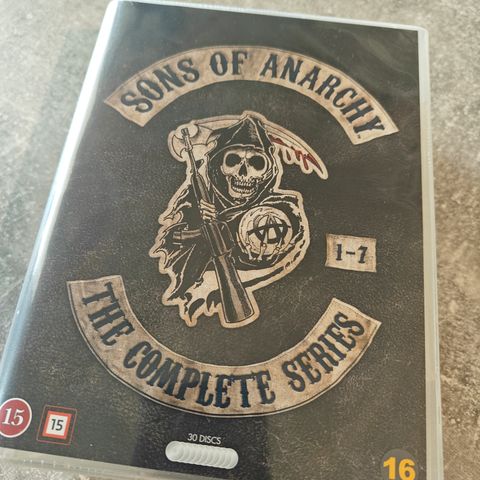 SONS OF ANARCHY
A
1-7
THE COMPLETE SERIES
15
15
30 DISCS
16